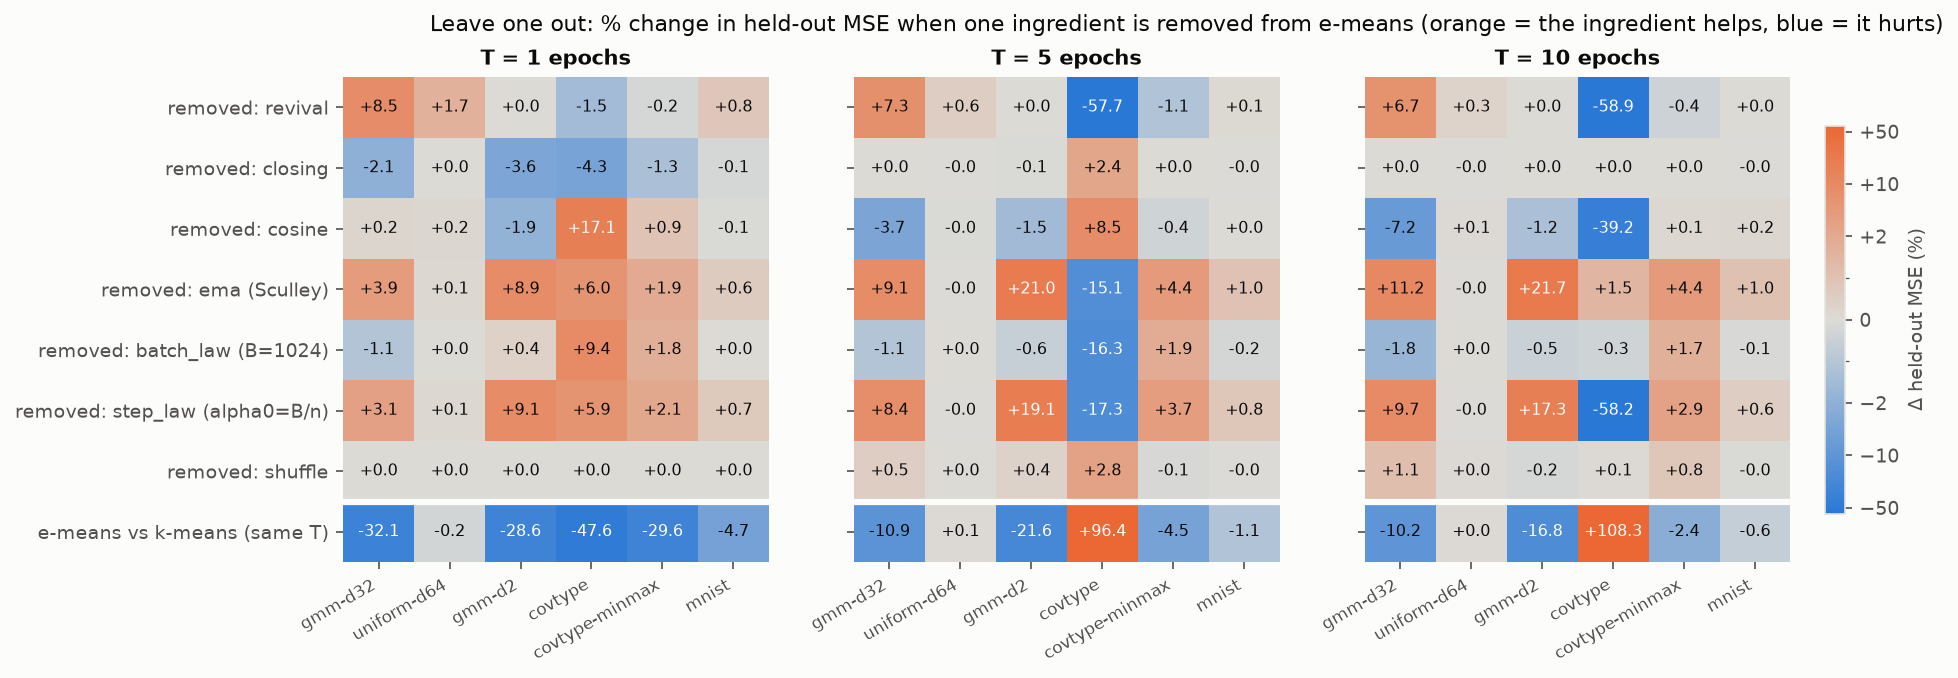 Leave one out: % change in held-out MSE when one ingredient is removed from e-means (orange = the ingredient helps, blue = it hurts)
T = 1 epochs T = 5 epochs T = 10 epochs
removed: revival +8.5 +1.7 +0.0 -1.5 -0.2 +0.8 +7.3 +0.6 +0.0 -57.7 -1.1 +0.1 +6.7 +0.3 +0.0 -58.9 -0.4 +0.0
removed: closing -2.1 +0.0 -3.6 -4.3 -1.3 -0.1 +0.0 -0.0 -0.1 +2.4 +0.0 -0.0 +0.0 -0.0 +0.0 +0.0 +0.0 -0.0
removed: cosine +0.2 +0.2 -1.9 +17.1 +0.9 -0.1 -3.7 -0.0 -1.5 +8.5 -0.4 +0.0 -7.2 +0.1 -1.2 -39.2 +0.1 +0.2
removed: ema (Sculley) +3.9 +0.1 +8.9 +6.0 +1.9 +0.6 +9.1 -0.0 +21.0 -15.1 +4.4 +1.0 +11.2 -0.0 +21.7 +1.5 +4.4 +1.0
removed: batch_law (B=1024) -1.1 +0.0 +0.4 +9.4 +1.8 +0.0 -1.1 +0.0 -0.6 -16.3 +1.9 -0.2 -1.8 +0.0 -0.5 -0.3 +1.7 -0.1
removed: step_law (alpha0=B/n) +3.1 +0.1 +9.1 +5.9 +2.1 +0.7 +8.4 -0.0 +19.1 -17.3 +3.7 +0.8 +9.7 -0.0 +17.3 -58.2 +2.9 +0.6
removed: shuffle +0.0 +0.0 +0.0 +0.0 +0.0 +0.0 +0.5 +0.0 +0.4 +2.8 -0.1 -0.0 +1.1 +0.0 -0.2 +0.1 +0.8 -0.0
e-means vs k-means (same T) -32.1 -0.2 -28.6 -47.6 -29.6 -4.7 -10.9 +0.1 -21.6 +96.4 -4.5 -1.1 -10.2 +0.0 -16.8 +108.3 -2.4 -0.6
gmm-d32 uniform-d64 gmm-d2 covtype covtype-minmax mnist gmm-d32 uniform-d64 gmm-d2 covtype covtype-minmax mnist gmm-d32 uniform-d64 gmm-d2 covtype covtype-minmax mnist
+50
+10
+2
0
−2
−10
−50
Δ held-out MSE (%)